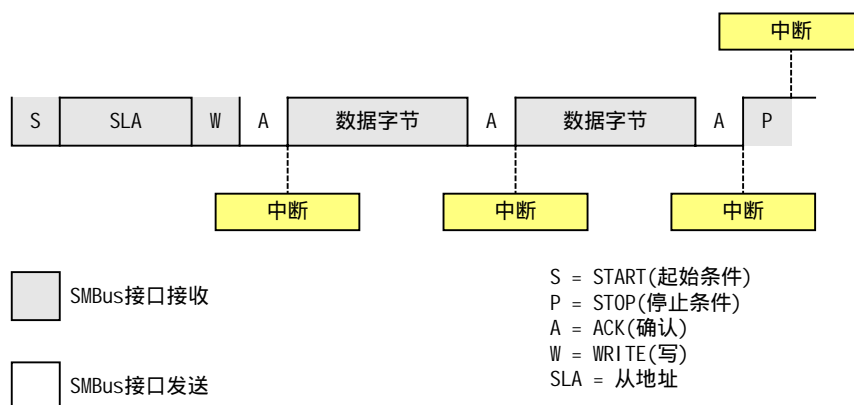 中断
S SLA W A 数据字节 A 数据字节 A P
中断 中断 中断
SMBus接口接收
SMBus接口发送
S = START(起始条件)
P = STOP(停止条件)
A = ACK(确认)
W = WRITE(写)
SLA = 从地址